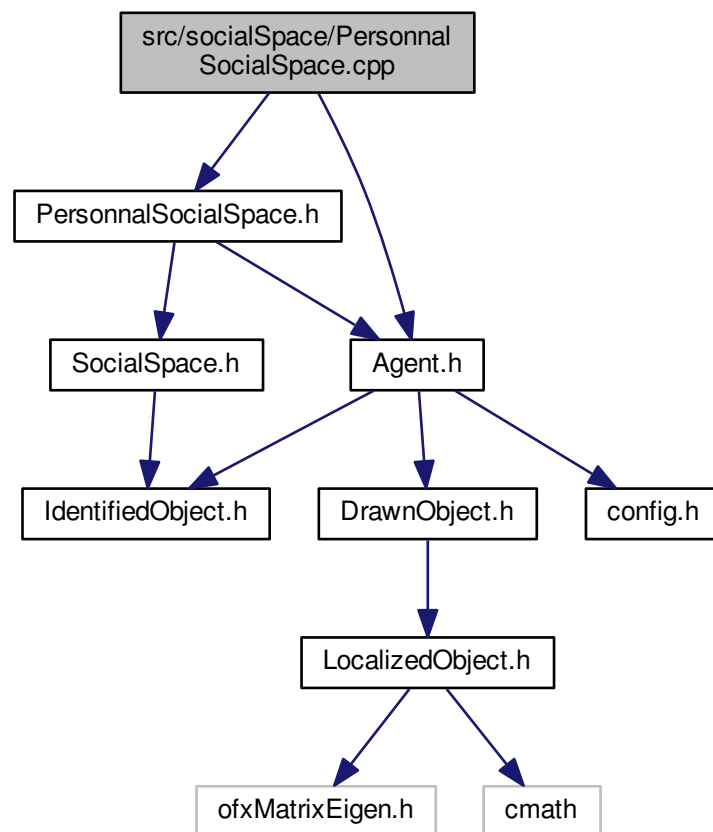 src/socialSpace/Personnal
SocialSpace.cpp
PersonnalSocialSpace.h
SocialSpace.h
Agent.h
IdentifiedObject.h
DrawnObject.h
config.h
LocalizedObject.h
ofxMatrixEigen.h
cmath